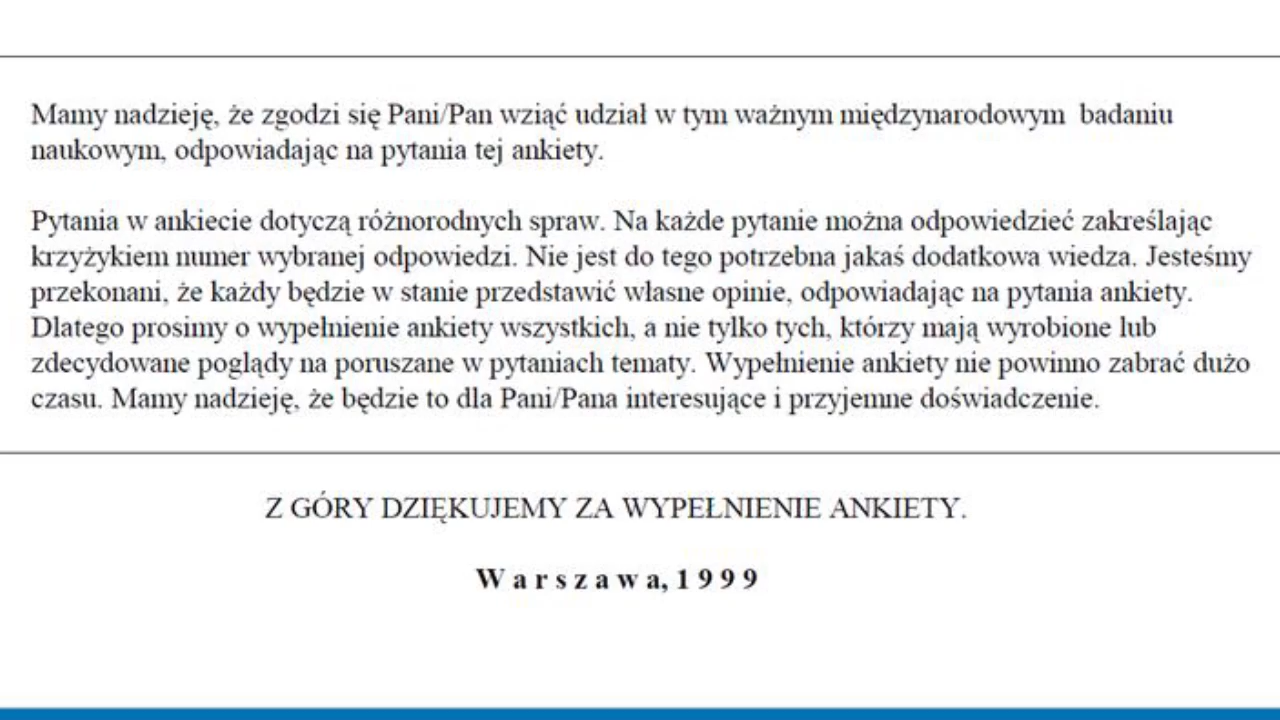 Mamy nadzieję, że zgodzi się Pani/Pan wziąć udział w tym ważnym międzynarodowym badaniu
naukowym, odpowiadając na pytania tej ankiety.
Pytania w ankiecie dotyczą różnorodnych spraw. Na każde pytanie można odpowiedzieć zakreślając
krzyżykiem numer wybranej odpowiedzi. Nie jest do tego potrzebna jakaś dodatkowa wiedza. Jesteśmy
przekonani, że każdy będzie w stanie przedstawić własne opinie, odpowiadając na pytania ankiety.
Dlatego prosimy o wypełnienie ankiety wszystkich, a nie tylko tych, którzy mają wyrobione lub
zdecydowane poglądy na poruszane w pytaniach tematy. Wypełnienie ankiety nie powinno zabrać dużo
czasu. Mamy nadzieję, że będzie to dla Pani/Pana interesujące i przyjemne doświadczenie.
Z GÓRY DZIĘKUJEMY ZA WYPEŁNIENIE ANKIETY.
W a r s z a w a, 1 9 9 9